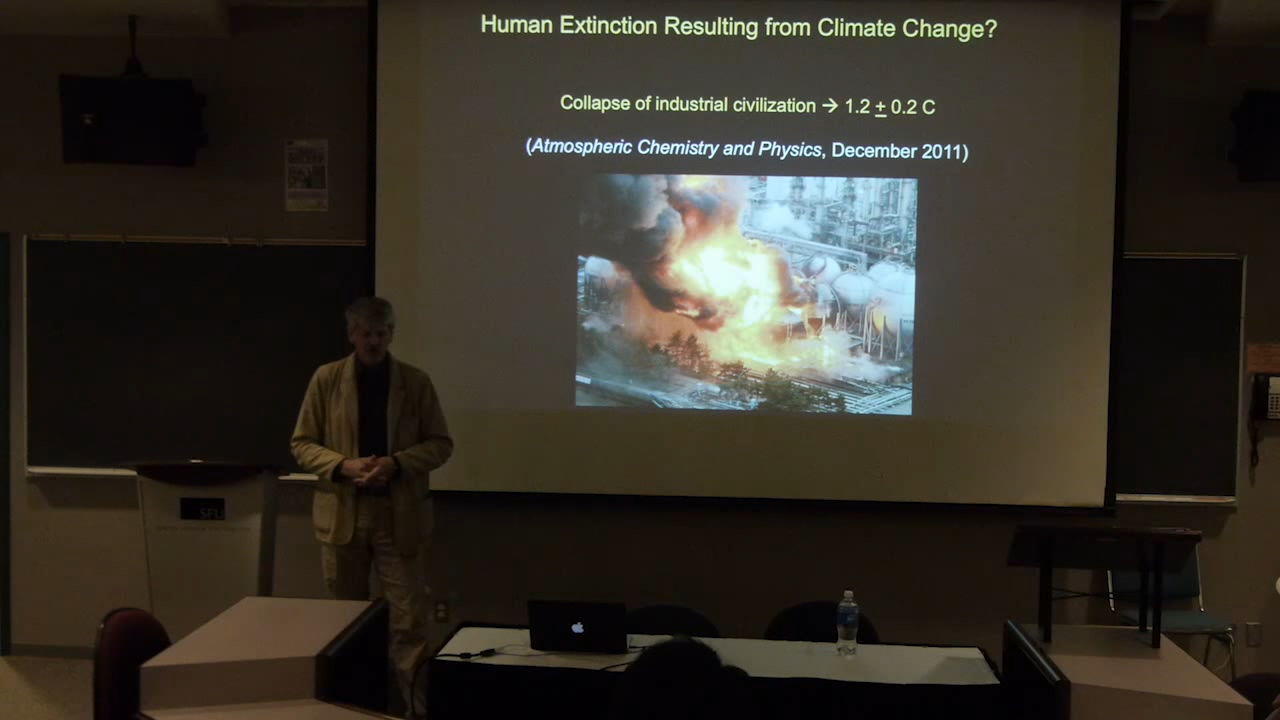 Human Extinction Resulting from Climate Change?
Collapse of industrial civilization → 1.2 ± 0.2 C
(Atmospheric Chemistry and Physics, December 2011)
SFU